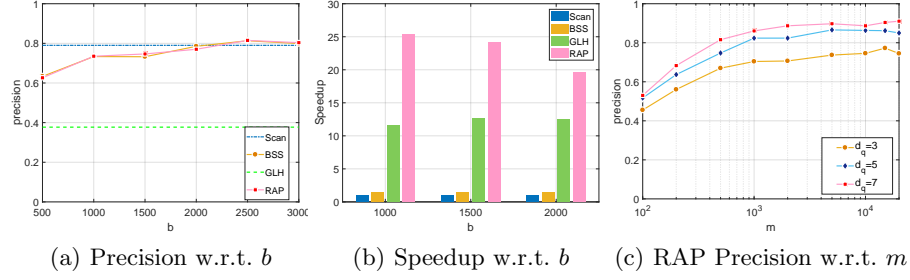 1
0.8
0.6
0.4
0.2
0
precision
500 1000 1500 2000 2500 3000
b
Scan
BSS
GLH
RAP
(a) Precision w.r.t. b
30
25
20
15
10
5
0
Speedup
1000 1500 2000
b
Scan
BSS
GLH
RAP
(b) Speedup w.r.t. b
1
0.8
0.6
0.4
0.2
0
precision
10² 10³ 10⁴
m
d_q=3
d_q=5
d_q=7
(c) RAP Precision w.r.t. m